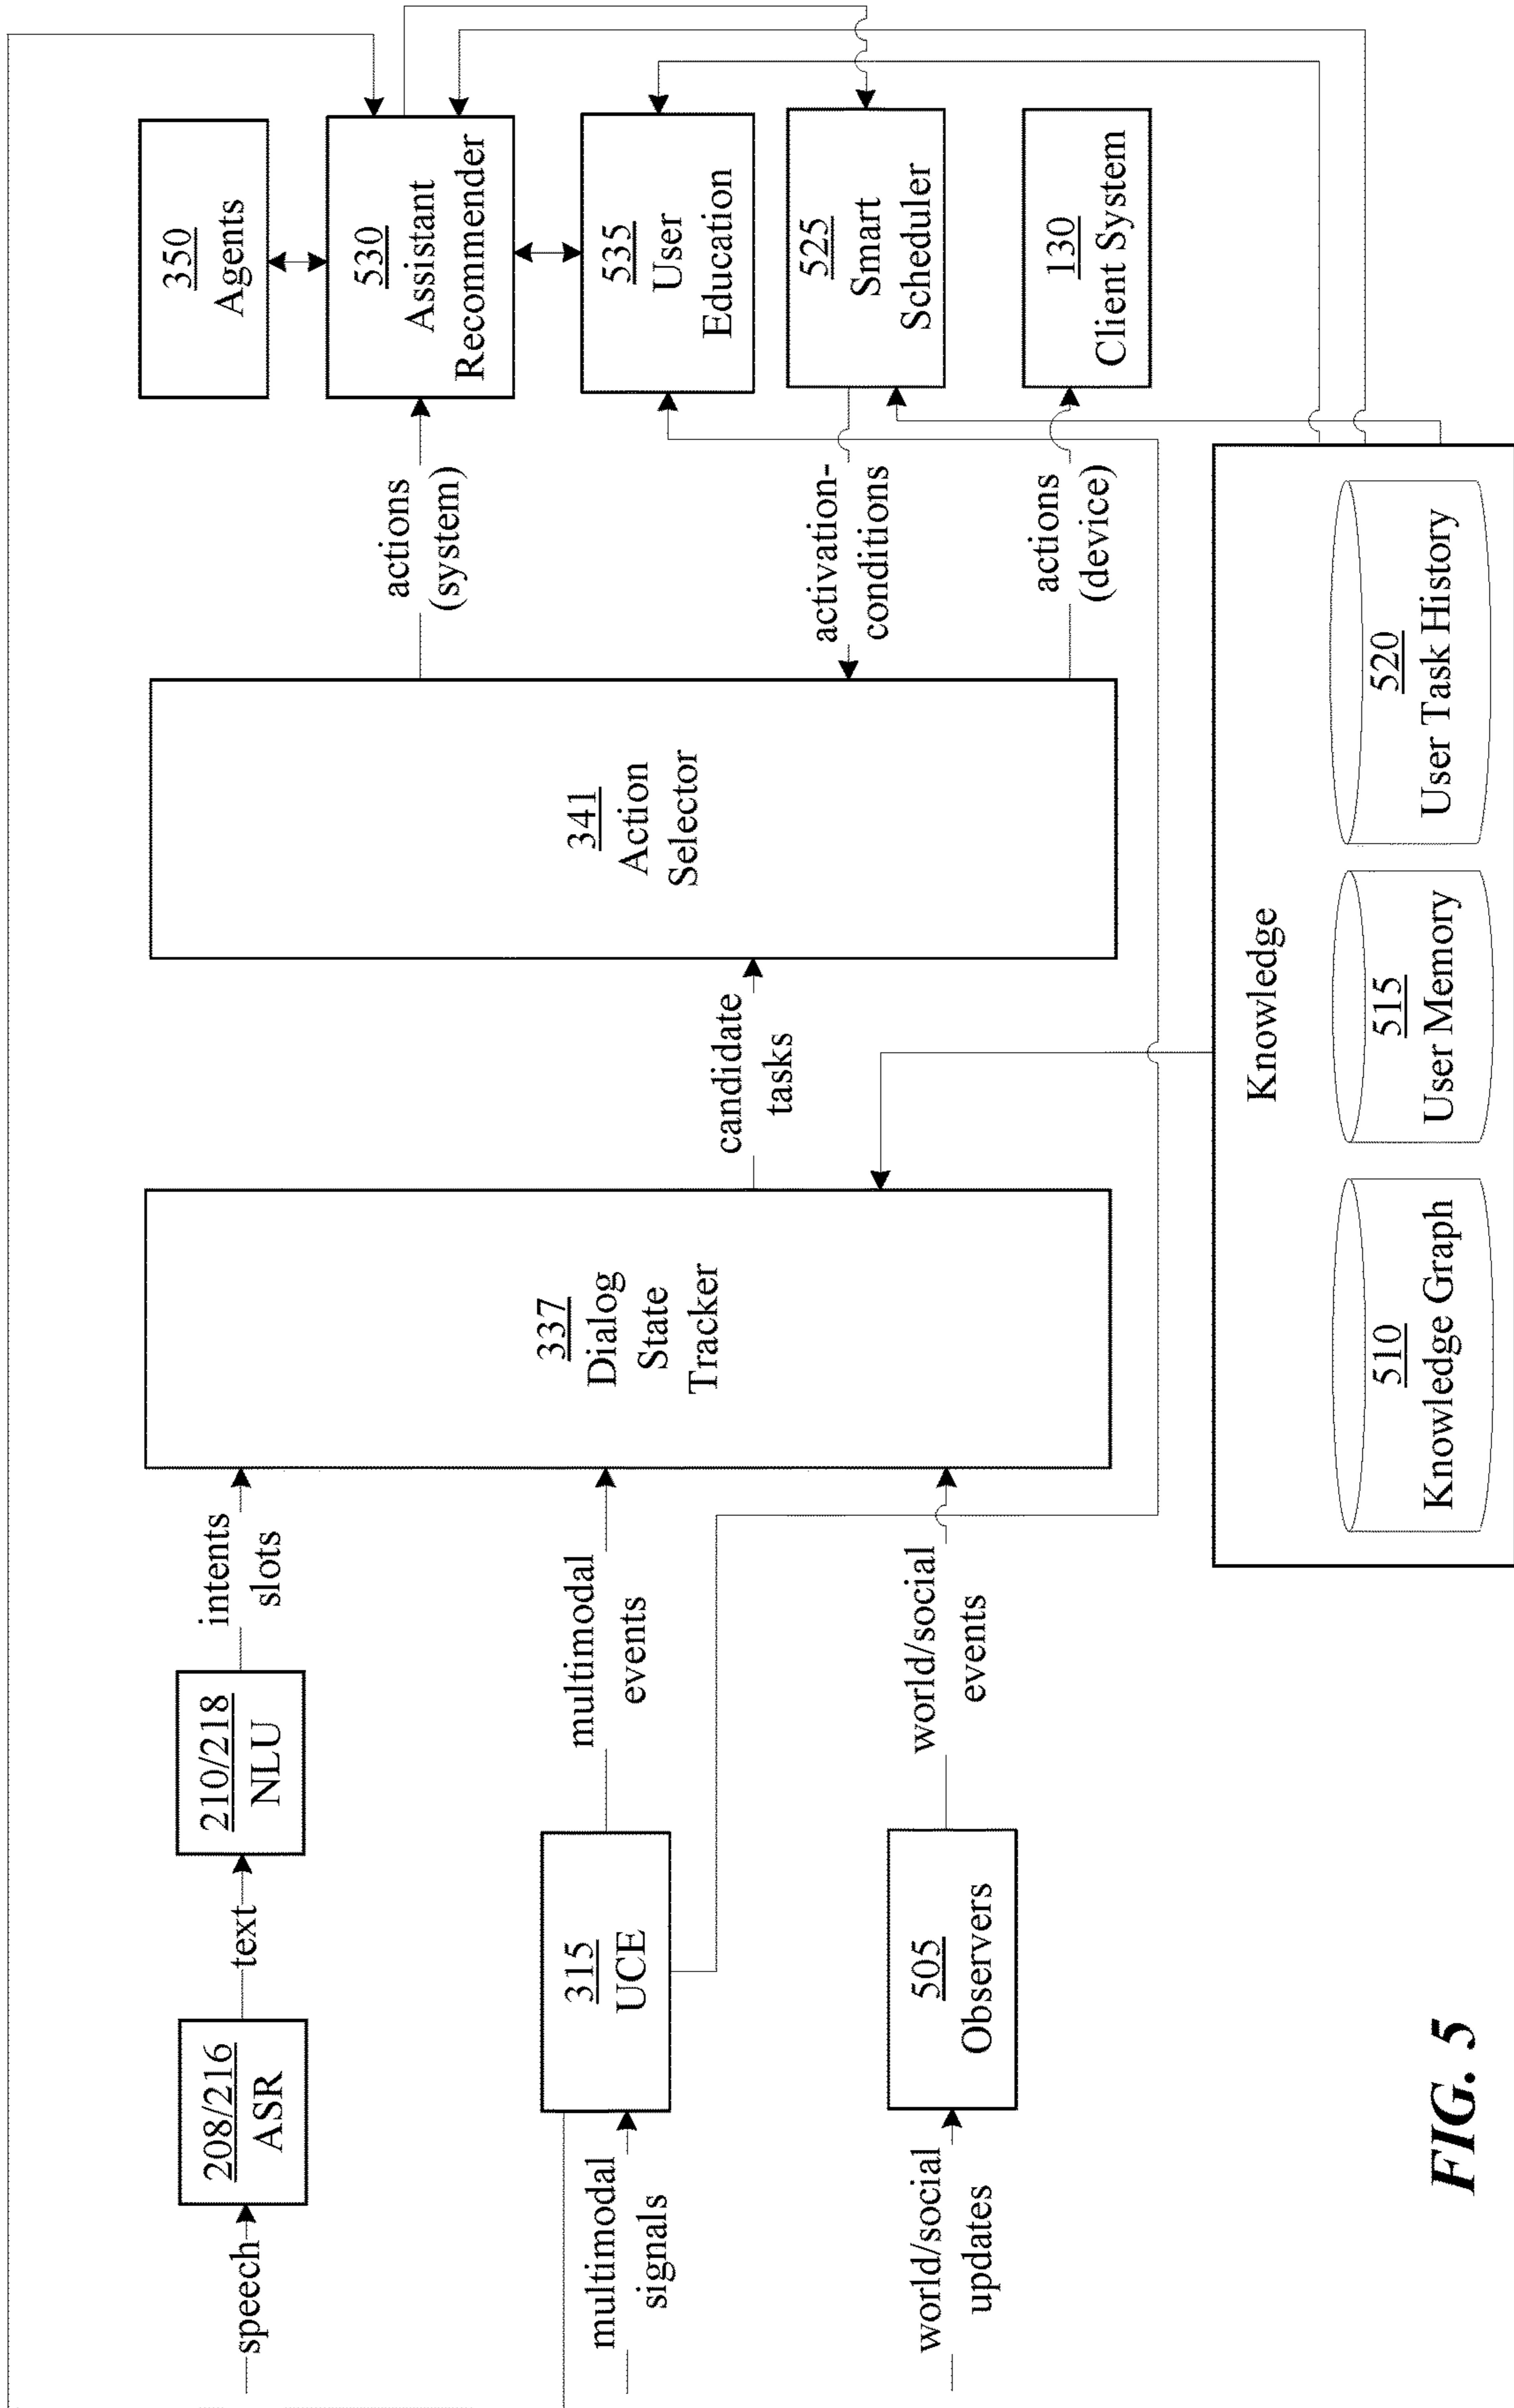 speech
208/216
ASR
text
210/218
NLU
intents
slots
multimodal
signals
315
UCE
multimodal
events
world/social
updates
505
Observers
world/social
events
337
Dialog
State
Tracker
candidate
tasks
341
Action
Selector
actions
(system)
activation-
conditions
actions
(device)
350
Agents
530
Assistant
Recommender
535
User
Education
525
Smart
Scheduler
130
Client System
Knowledge
510
Knowledge Graph
515
User Memory
520
User Task History
FIG. 5